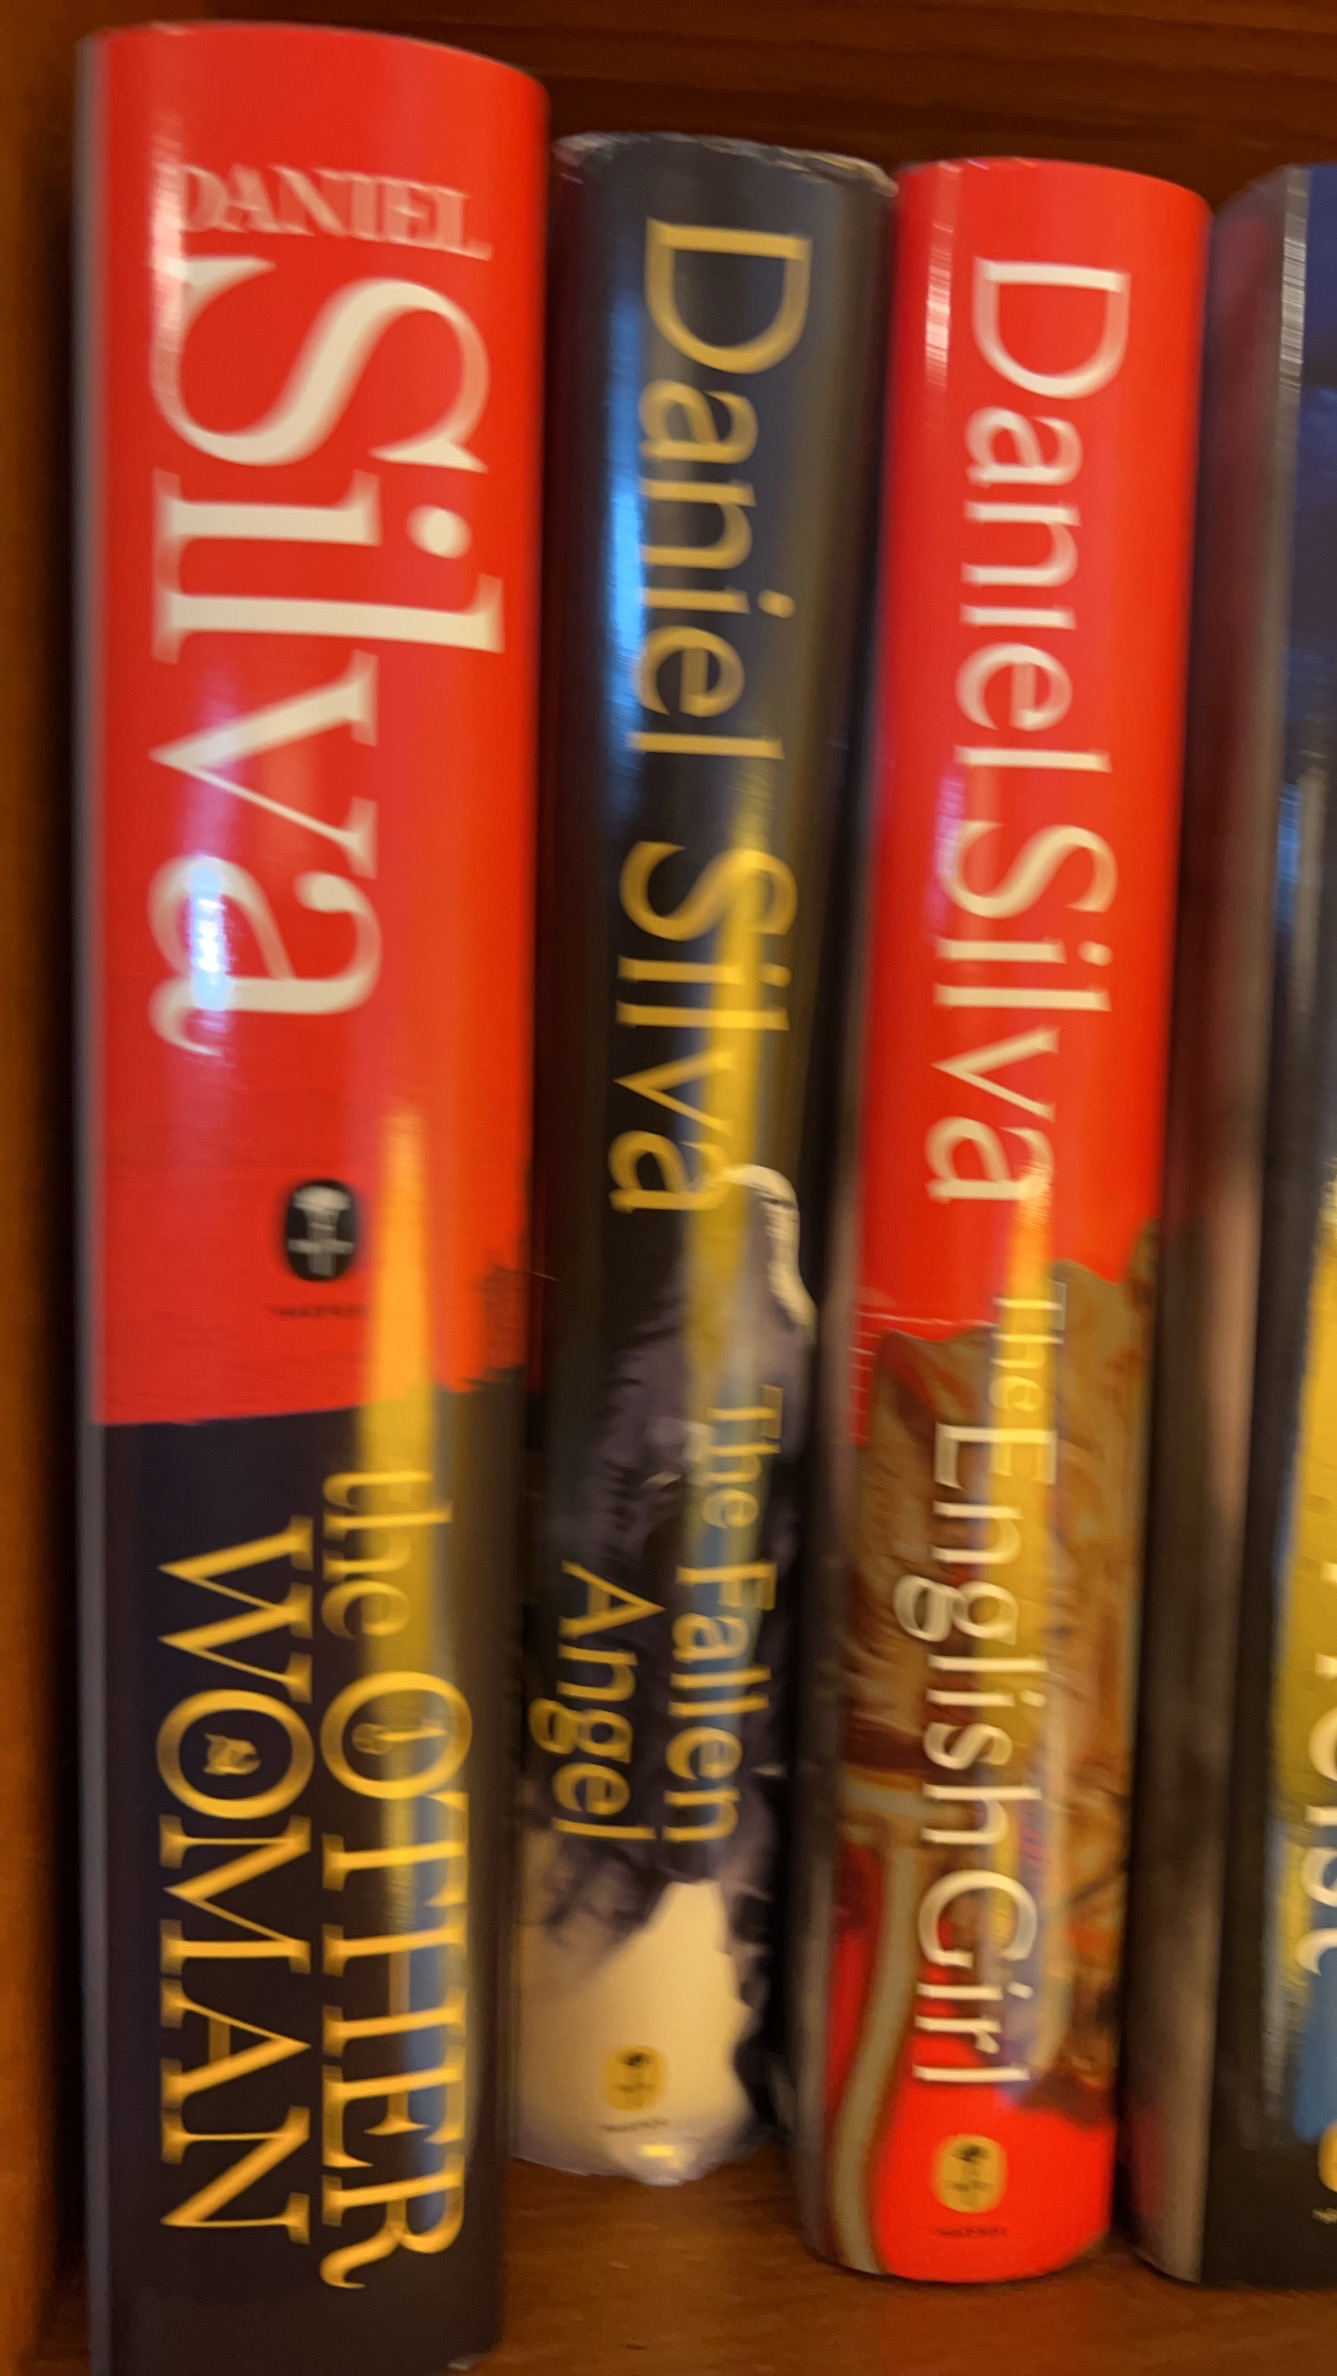 DANIEL
Silva
the OTHER
WOMAN
Daniel Silva
The Fallen
Angel
Daniel Silva
The English Girl